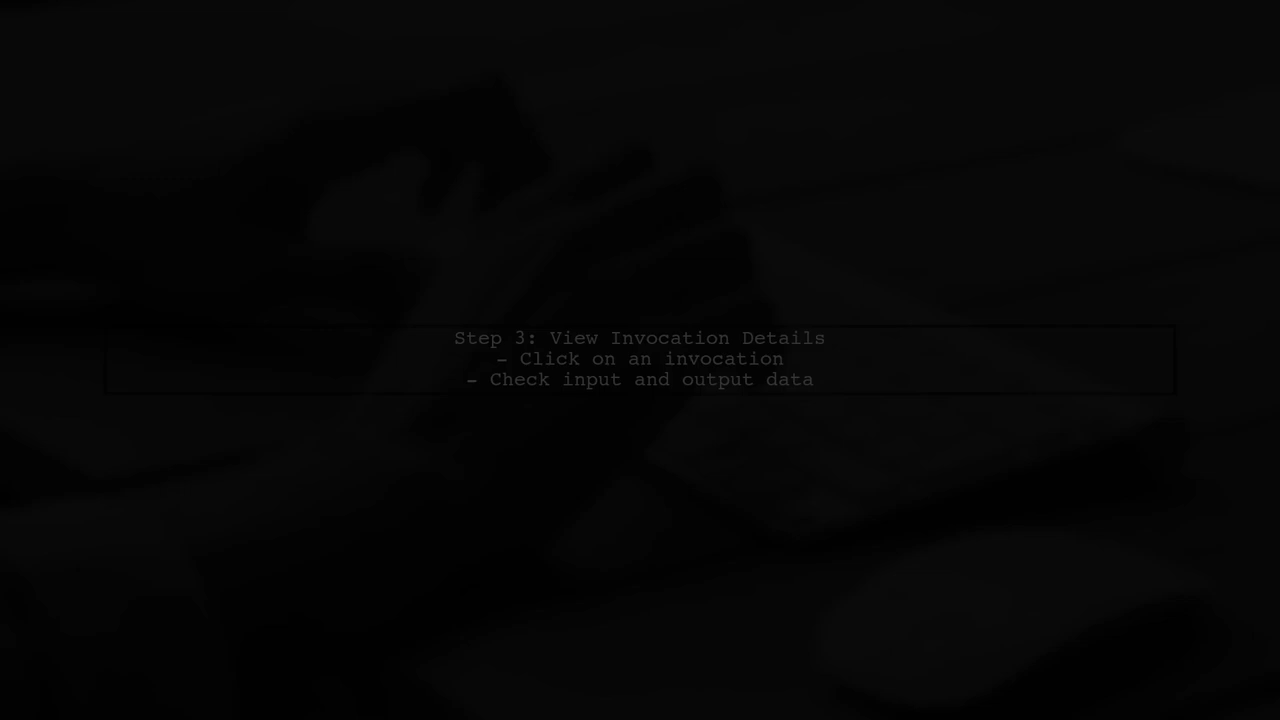 Step 3: View Invocation Details
- Click on an invocation
- Check input and output data